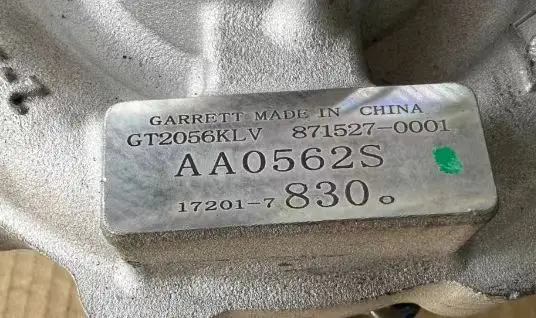 GARRETT MADE IN CHINA
GT2056KLV 871527-0001
AA0562S
17201-7 830